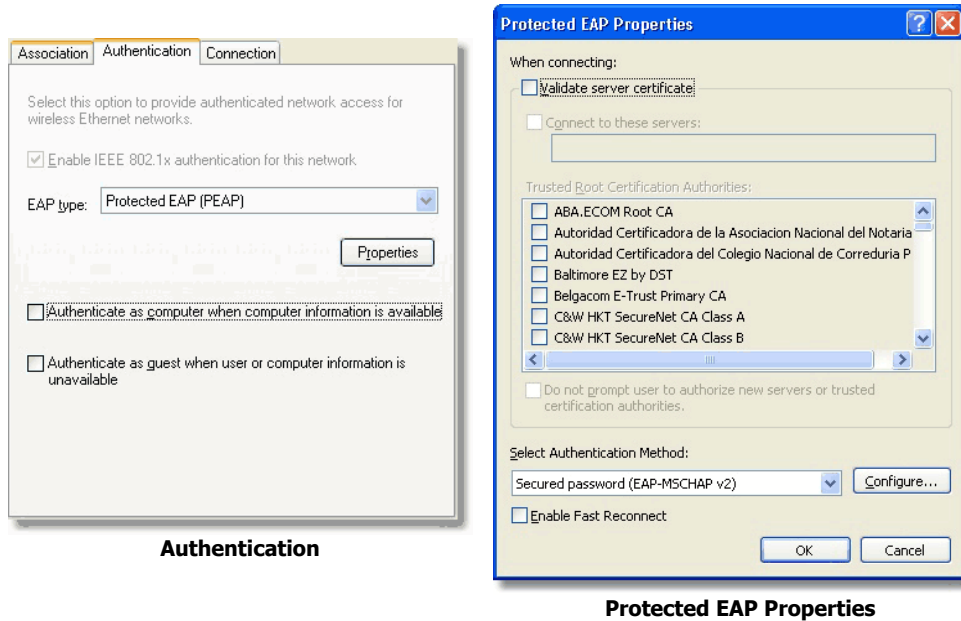 Association
Authentication
Connection
Select this option to provide authenticated network access for
wireless Ethernet networks.
Enable IEEE 802.1x authentication for this network
EAP type:
Protected EAP (PEAP)
Properties
Authenticate as computer when computer information is available
Authenticate as guest when user or computer information is
unavailable
Authentication
Protected EAP Properties
When connecting:
Validate server certificate
Connect to these servers:
Trusted Root Certification Authorities:
ABA.ECOM Root CA
Autoridad Certificadora de la Asociacion Nacional del Notaria
Autoridad Certificadora del Colegio Nacional de Correduria P
Baltimore EZ by DST
Belgacom E-Trust Primary CA
C&W HKT SecureNet CA Class A
C&W HKT SecureNet CA Class B
Do not prompt user to authorize new servers or trusted
certification authorities.
Select Authentication Method:
Secured password (EAP-MSCHAP v2)
Configure...
Enable Fast Reconnect
OK
Cancel
Protected EAP Properties